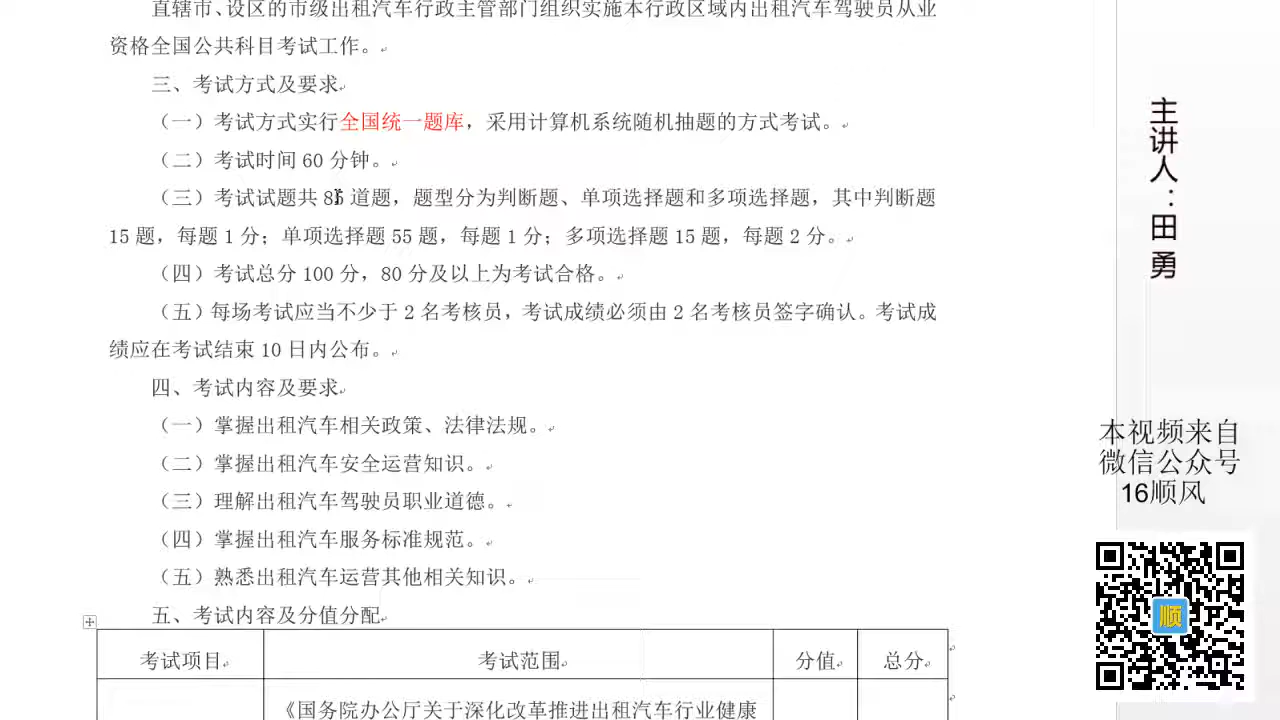 直辖市、设区的市级出租汽车行政主管部门组织实施本行政区域内出租汽车驾驶员从业
资格全国公共科目考试工作。
三、考试方式及要求
（一）考试方式实行全国统一题库，采用计算机系统随机抽题的方式考试。
（二）考试时间 60 分钟。
（三）考试试题共 85 道题，题型分为判断题、单项选择题和多项选择题，其中判断题
15 题，每题 1 分；单项选择题 55 题，每题 1 分；多项选择题 15 题，每题 2 分。
（四）考试总分 100 分，80 分及以上为考试合格。
（五）每场考试应当不少于 2 名考核员，考试成绩必须由 2 名考核员签字确认。考试成
绩应在考试结束 10 日内公布。
四、考试内容及要求
（一）掌握出租汽车相关政策、法律法规。
（二）掌握出租汽车安全运营知识。
（三）理解出租汽车驾驶员职业道德。
（四）掌握出租汽车服务标准规范。
（五）熟悉出租汽车运营其他相关知识。
五、考试内容及分值分配
考试项目 考试范围 分值 总分
《国务院办公厅关于深化改革推进出租汽车行业健康
主讲人：田勇
本视频来自
微信公众号
16顺风
顺